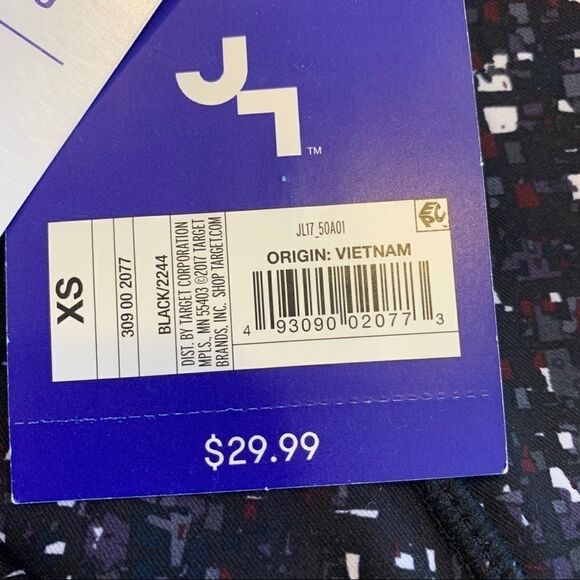 JL
TM
XS
309 00 2077
BLACK/2244
DIST. BY TARGET CORPORATION
MPLS., MN 55403 ©2017 TARGET
BRANDS, INC. SHOP TARGET.COM
JL17_50A01
EPC
ORIGIN: VIETNAM
4 93090 02077 3
$29.99